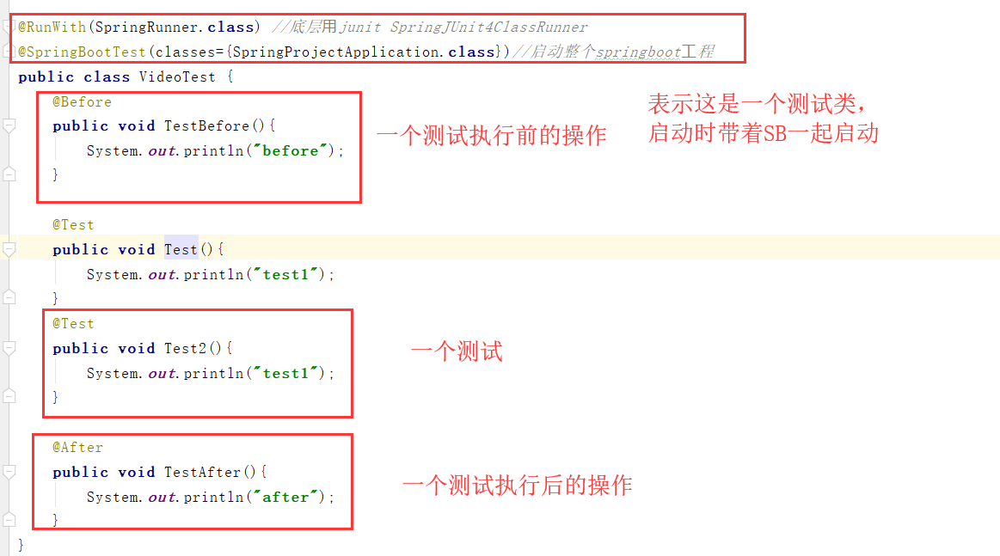 @RunWith(SpringRunner.class) //底层用junit SpringJUnit4ClassRunner
@SpringBootTest(classes={SpringProjectApplication.class})//启动整个springboot工程
public class VideoTest {
@Before
表示这是一个测试类，
public void TestBefore(){
一个测试执行前的操作
启动时带着SB一起启动
System.out.println("before");
}
@Test
public void Test(){
System.out.println("test1");
}
@Test
public void Test2(){
一个测试
System.out.println("test1");
}
@After
public void TestAfter(){
一个测试执行后的操作
System.out.println("after");
}
}